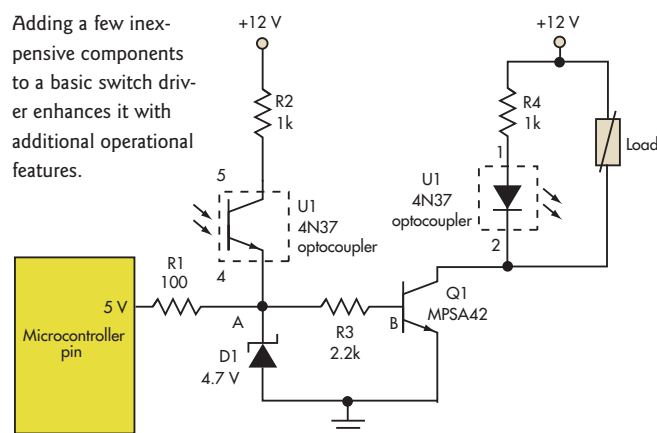 Adding a few inex-
pensive components
to a basic switch driv-
er enhances it with
additional operational
features.
+12 V
+12 V
R2
1k
R4
1k
Load
5
U1
4N37
optocoupler
4
1
U1
4N37
optocoupler
2
Microcontroller
pin
5 V
R1
100
A
R3
2.2k
B
Q1
MPSA42
D1
4.7 V